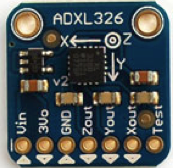 ADXL326
X Z
Y
v2
Vin 3Vo GND Zout Yout Xout Test